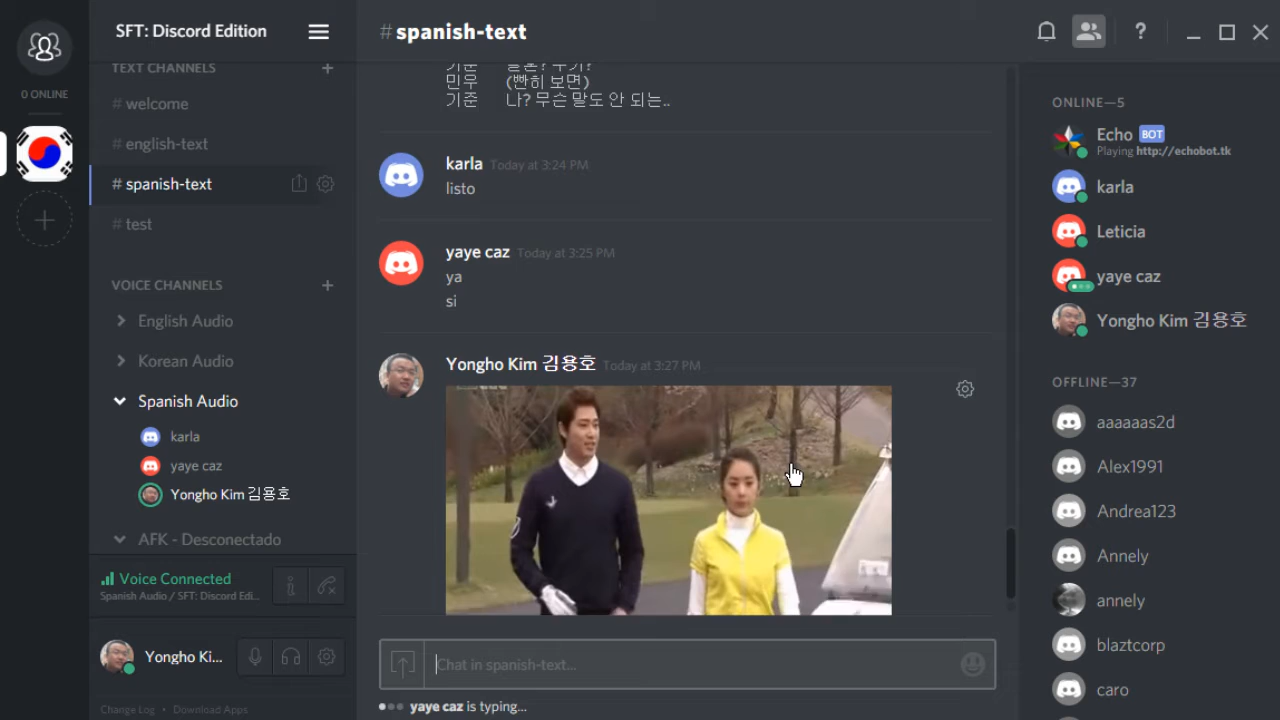 0 ONLINE
SFT: Discord Edition
TEXT CHANNELS
# welcome
# english-text
# spanish-text
# test
VOICE CHANNELS
English Audio
Korean Audio
Spanish Audio
karla
yaye caz
Yongho Kim 김용호
AFK - Desconectado
Voice Connected
Spanish Audio / SFT: Discord Edi...
Yongho Ki...
Change Log • Download Apps
#spanish-text
민우 (빤히 보면)
기준 나? 무슨 말도 안 되는..
karla Today at 3:24 PM
listo
yaye caz Today at 3:25 PM
ya
si
Yongho Kim 김용호 Today at 3:27 PM
Chat in spanish-text...
yaye caz is typing...
ONLINE—5
Echo BOT
Playing http://echobot.tk
karla
Leticia
yaye caz
Yongho Kim 김용호
OFFLINE—37
aaaaaas2d
Alex1991
Andrea123
Annely
annely
blaztcorp
caro